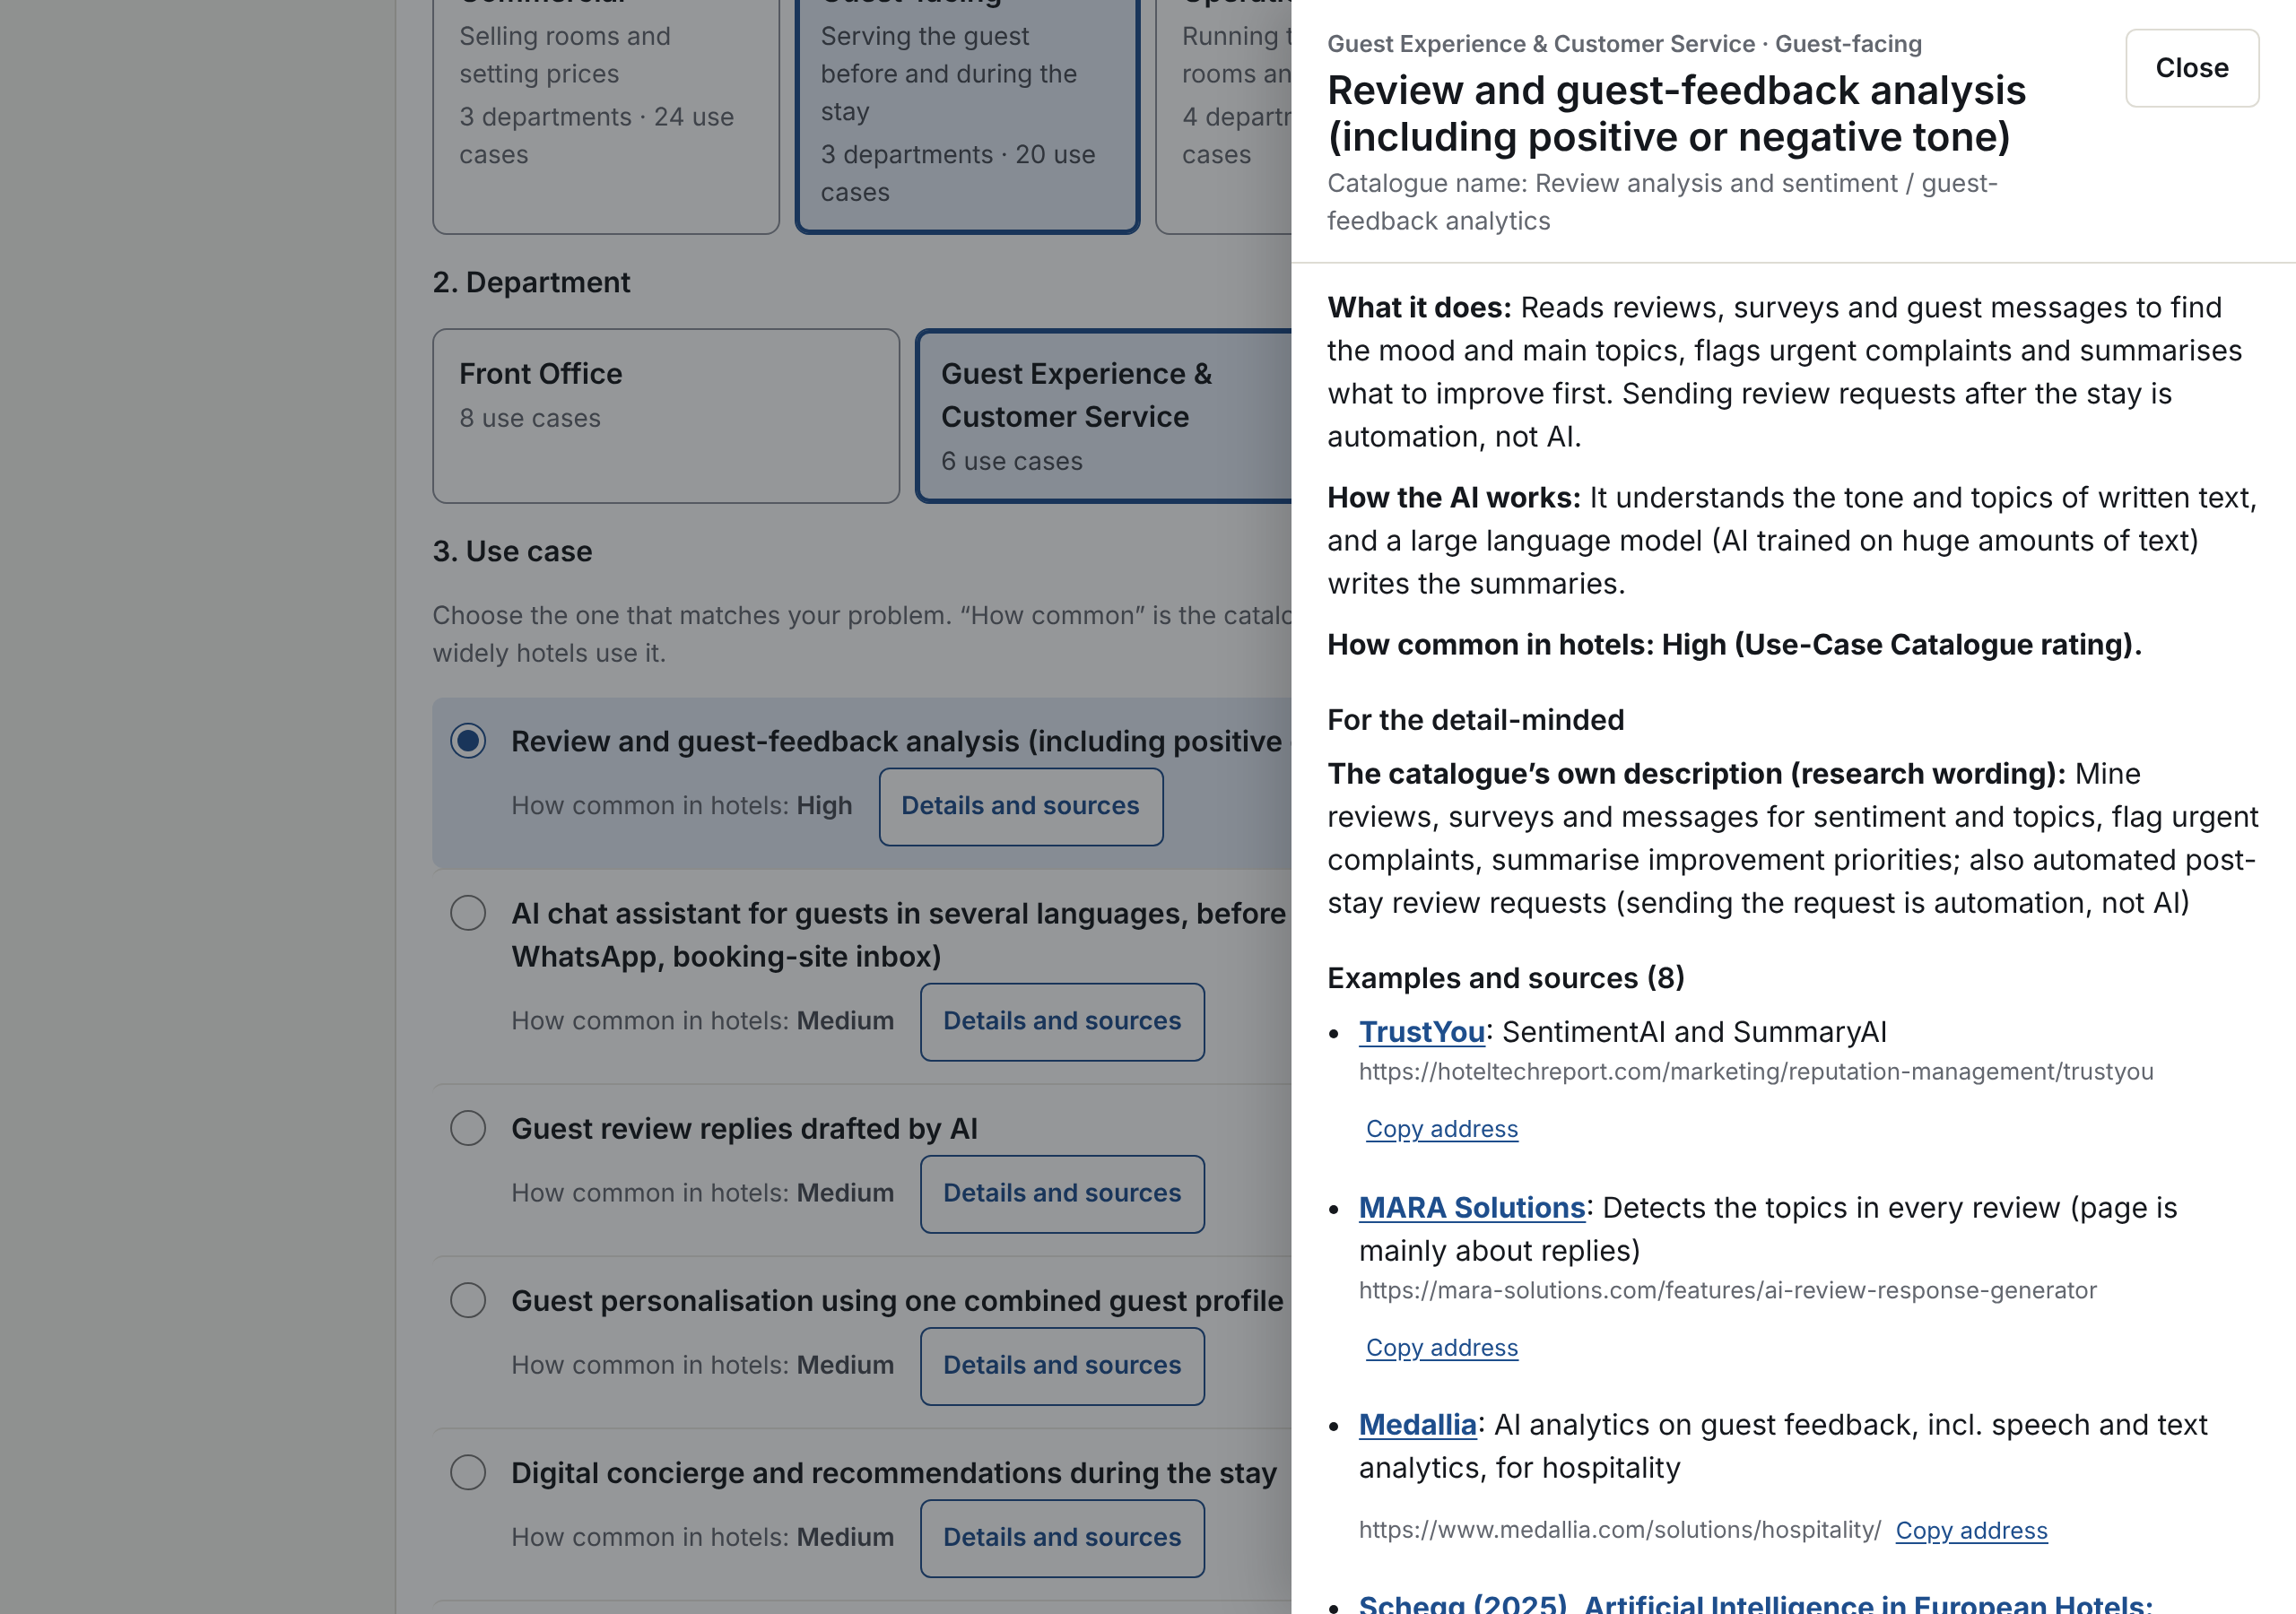 Selling rooms and
setting prices
3 departments · 24 use
cases
Guest-facing
Serving the guest
before and during the
stay
3 departments · 20 use
cases
Running
rooms
4
cases
2. Department
Front Office
8 use cases
Guest Experience &
Customer Service
6 use cases
3. Use case
Choose the one that matches your problem. “How common” is the
widely hotels use it.
Review and guest-feedback analysis (including positive
How common in hotels: High
Details and sources
AI chat assistant for guests in several languages, before
WhatsApp, booking-site inbox)
How common in hotels: Medium
Details and sources
Guest review replies drafted by AI
How common in hotels: Medium
Details and sources
Guest personalisation using one combined guest profile
How common in hotels: Medium
Details and sources
Digital concierge and recommendations during the stay
How common in hotels: Medium
Details and sources
Guest Experience & Customer Service · Guest-facing
Review and guest-feedback analysis
(including positive or negative tone)
Catalogue name: Review analysis and sentiment / guest-
feedback analytics
Close
What it does: Reads reviews, surveys and guest messages to find
the mood and main topics, flags urgent complaints and summarises
what to improve first. Sending review requests after the stay is
automation, not AI.
How the AI works: It understands the tone and topics of written text,
and a large language model (AI trained on huge amounts of text)
writes the summaries.
How common in hotels: High (Use-Case Catalogue rating).
For the detail-minded
The catalogue’s own description (research wording): Mine
reviews, surveys and messages for sentiment and topics, flag urgent
complaints, summarise improvement priorities; also automated post-
stay review requests (sending the request is automation, not AI)
Examples and sources (8)
• TrustYou: SentimentAI and SummaryAI
https://hoteltechreport.com/marketing/reputation-management/trustyou
Copy address
• MARA Solutions: Detects the topics in every review (page is
mainly about replies)
https://mara-solutions.com/features/ai-review-response-generator
Copy address
• Medallia: AI analytics on guest feedback, incl. speech and text
analytics, for hospitality
https://www.medallia.com/solutions/hospitality/ Copy address
• Schegg (2025), Artificial Intelligence in European Hotels: